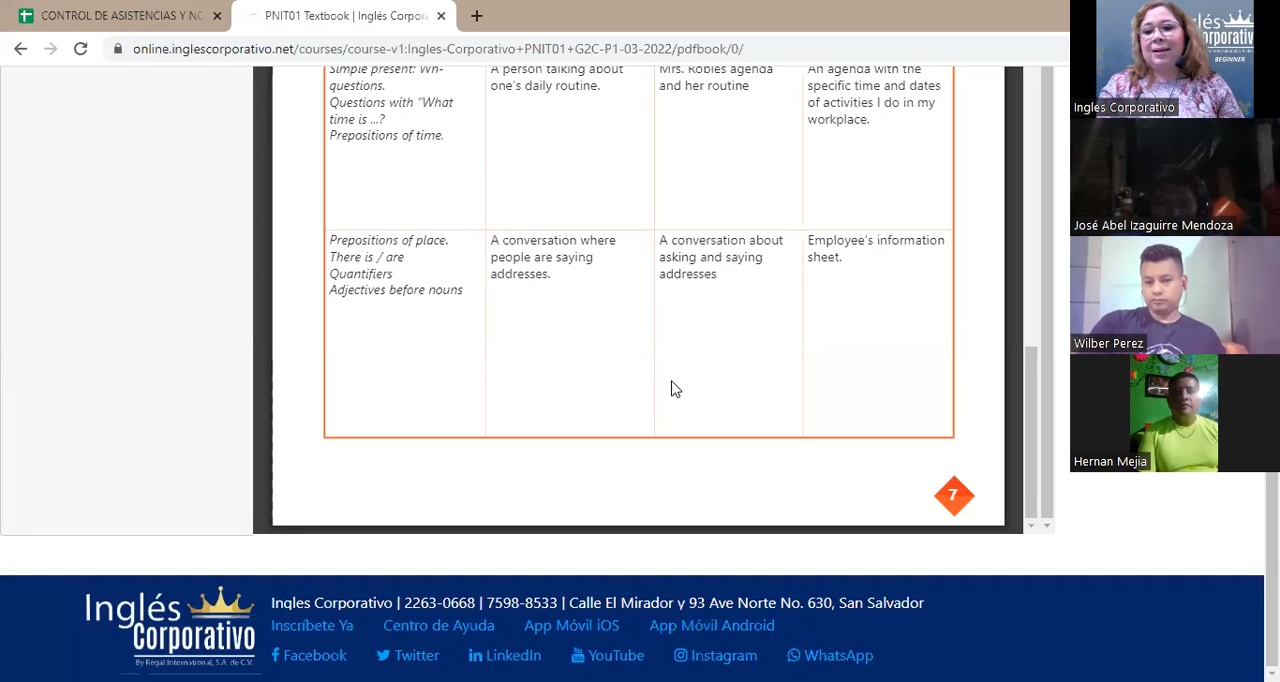 CONTROL DE ASISTENCIAS Y NO
PNIT01 Textbook | Inglés Corpora
online.inglescorporativo.net/courses/course-v1:Ingles-Corporativo+PNIT01+G2C-P1-03-2022/pdfbook/0/
Simple present: Wh-
questions.
Questions with "What
time is ...?
Prepositions of time.
A person talking about
one's daily routine.
Mrs. Robles agenda
and her routine
An agenda with the
specific time and dates
of activities I do in my
workplace.
Prepositions of place.
There is / are
Quantifiers
Adjectives before nouns
A conversation where
people are saying
addresses.
A conversation about
asking and saying
addresses
Employee's information
sheet.
7
Inglés
Corporativo
By Regal International, S.A. de C.V.
Ingles Corporativo | 2263-0668 | 7598-8533 | Calle El Mirador y 93 Ave Norte No. 630, San Salvador
Inscríbete Ya
Centro de Ayuda
App Móvil iOS
App Móvil Android
Facebook
Twitter
LinkedIn
YouTube
Instagram
WhatsApp
BEGINNER
Ingles Corporativo
José Abel Izaguirre Mendoza
Wilber Perez
Hernan Mejia